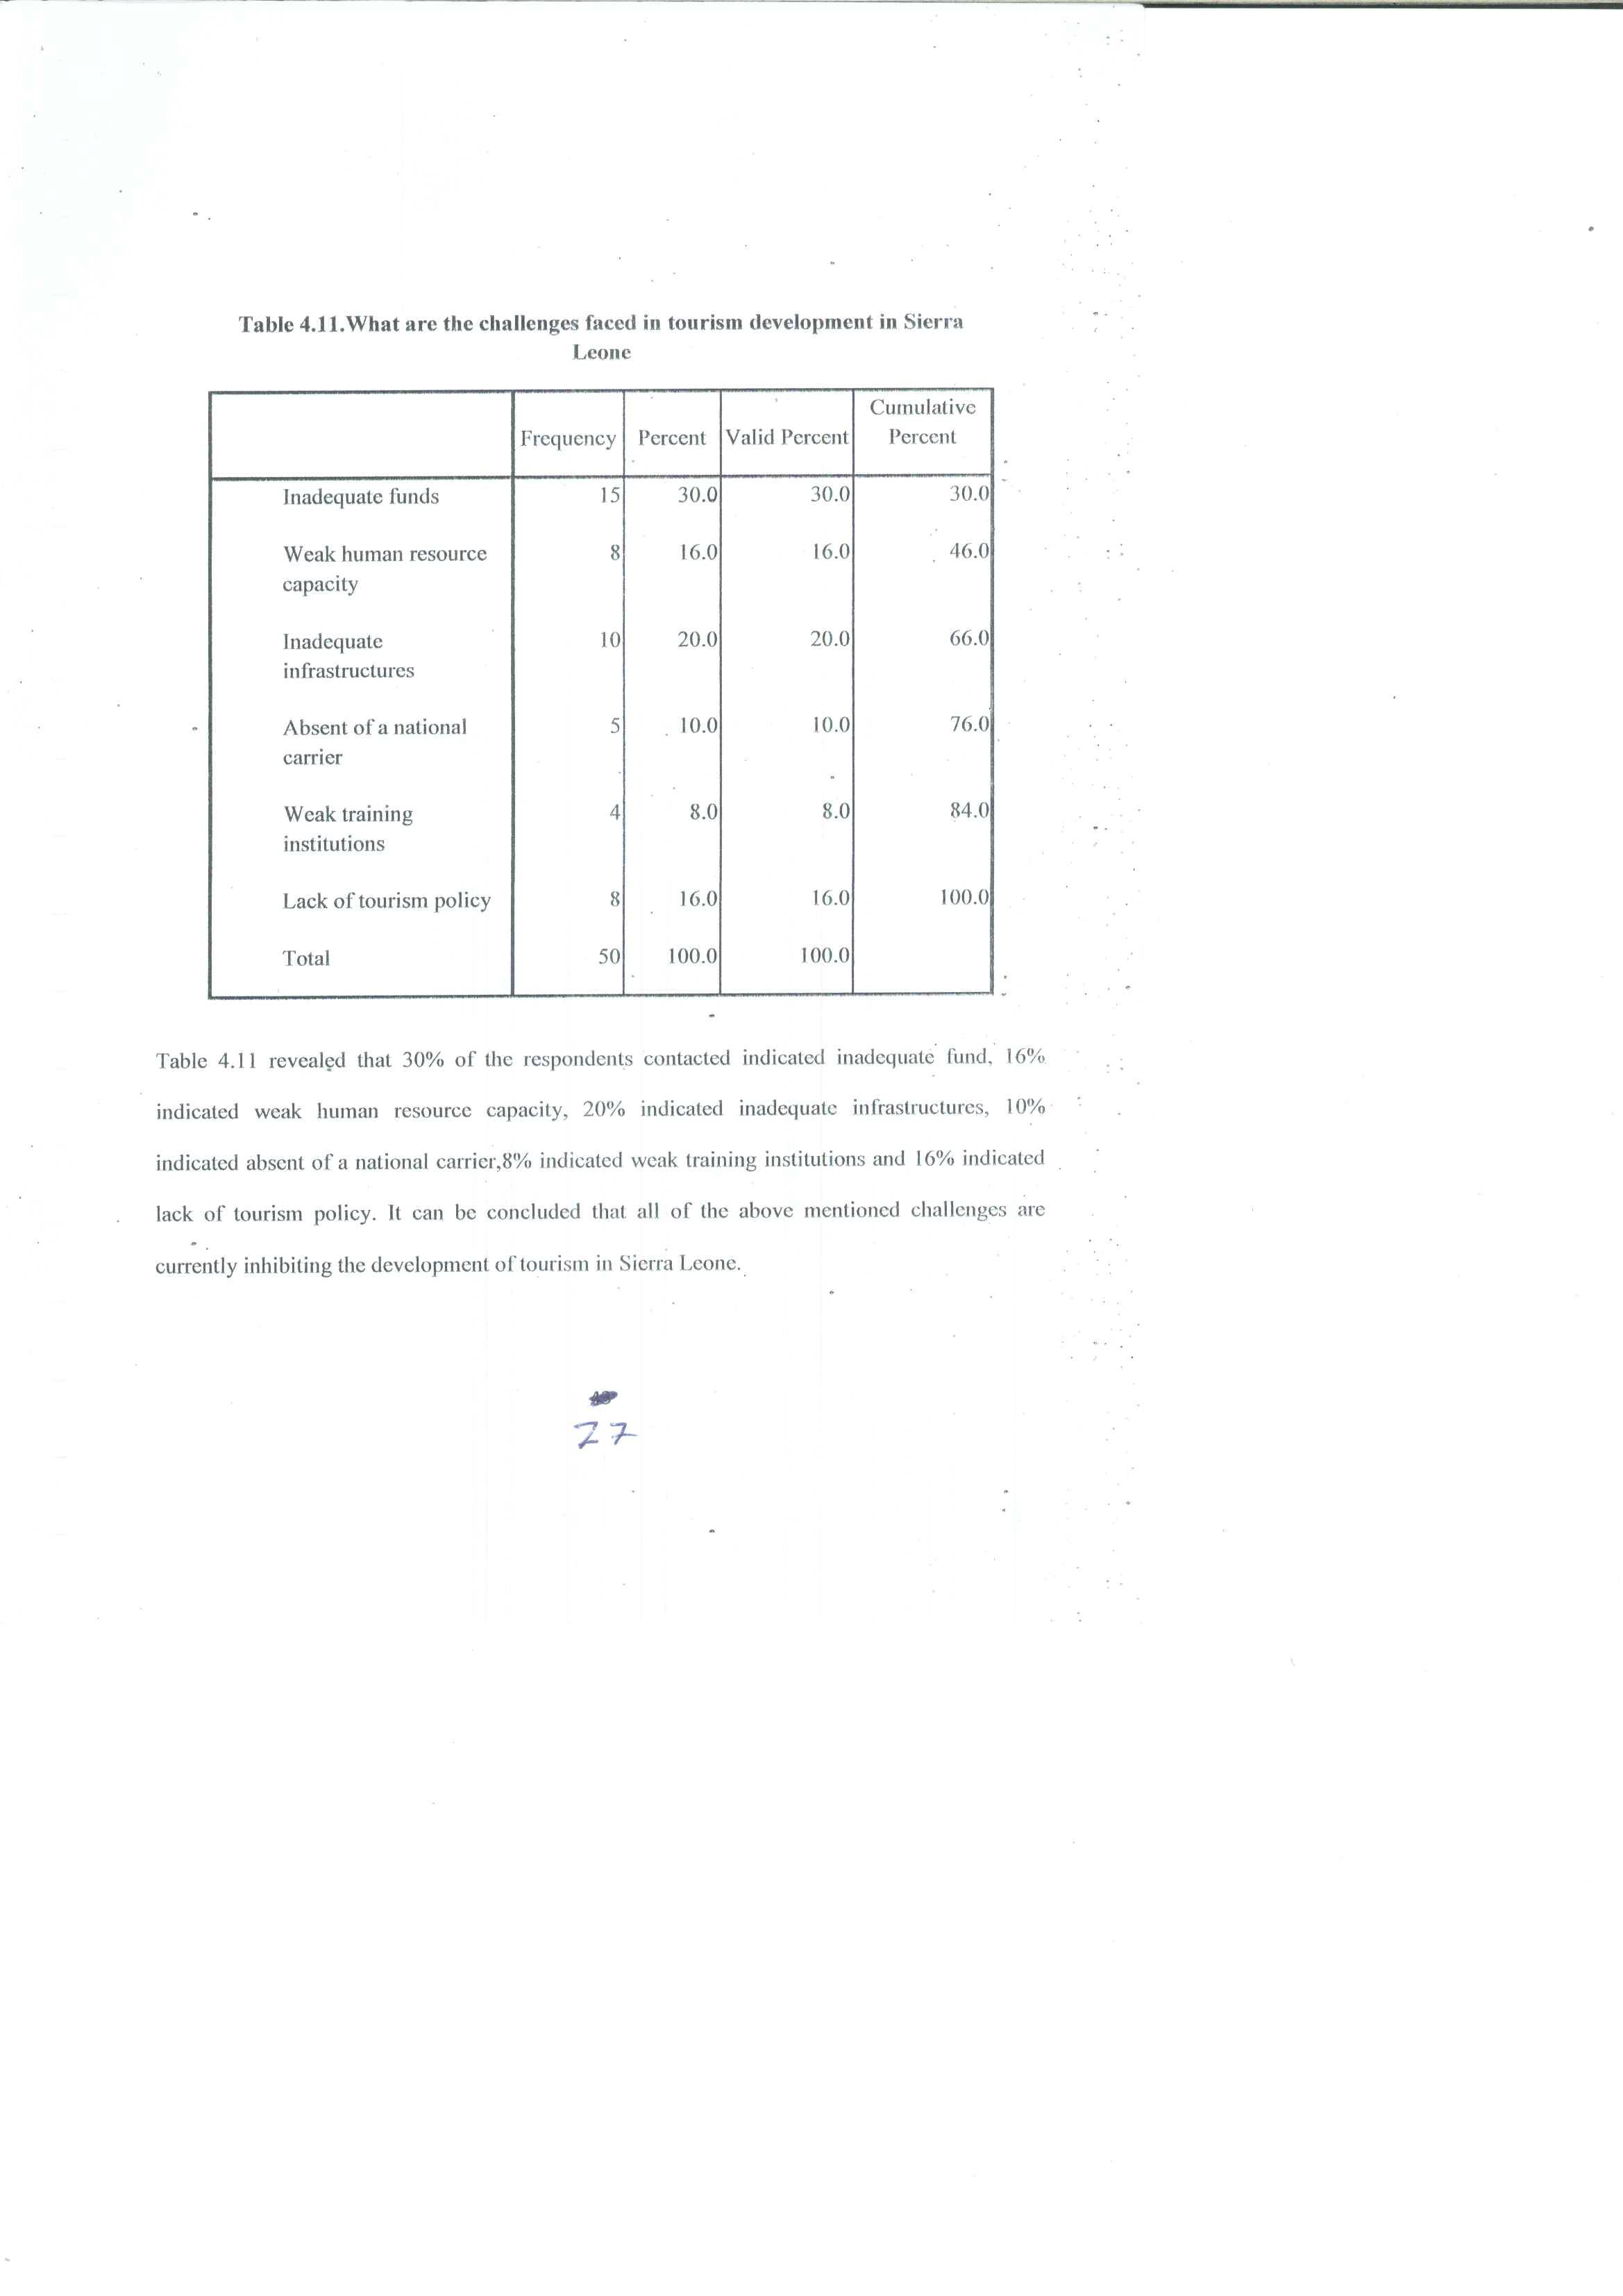 Table 4.11.What are the challenges faced in tourism development in Sierra
Leone
Frequency Percent Valid Percent Cumulative Percent
Inadequate funds 15 30.0 30.0 30.0
Weak human resource 8 16.0 16.0 46.0
capacity
Inadequate 10 20.0 20.0 66.0
infrastructures
Absent of a national 5 10.0 10.0 76.0
carrier
Weak training 4 8.0 8.0 84.0
institutions
Lack of tourism policy 8 16.0 16.0 100.0
Total 50 100.0 100.0
Table 4.11 revealed that 30% of the respondents contacted indicated inadequate fund, 16%
indicated weak human resource capacity, 20% indicated inadequate infrastructures, 10%
indicated absent of a national carrier,8% indicated weak training institutions and 16% indicated
lack of tourism policy. It can be concluded that all of the above mentioned challenges are
currently inhibiting the development of tourism in Sierra Leone.
27